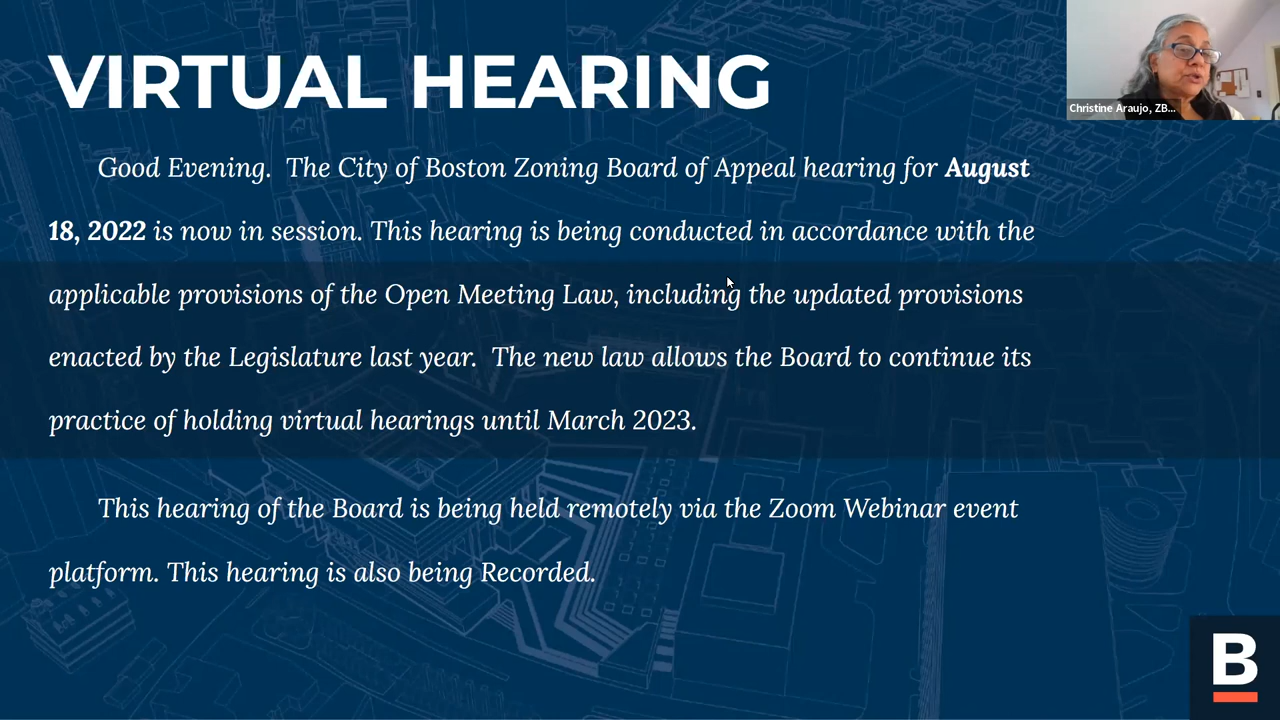 VIRTUAL HEARING
Christine Araujo, ZB...
Good Evening.  The City of Boston Zoning Board of Appeal hearing for August
18, 2022 is now in session. This hearing is being conducted in accordance with the
applicable provisions of the Open Meeting Law, including the updated provisions
enacted by the Legislature last year.  The new law allows the Board to continue its
practice of holding virtual hearings until March 2023.
This hearing of the Board is being held remotely via the Zoom Webinar event
platform. This hearing is also being Recorded.
B